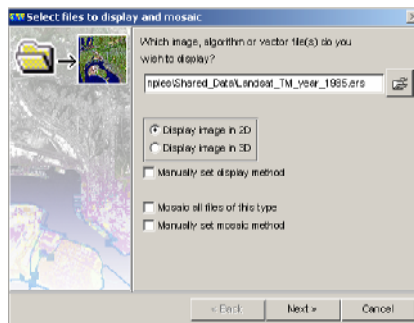 Select files to display and mosaic
Which image, algorithm or vector file(s) do you
wish to display?
nples\Shared_Data\Landsat_TM_year_1985.ers
Display image in 2D
Display image in 3D
Manually set display method
Mosaic all files of this type
Manually set mosaic method
< Back
Next >
Cancel